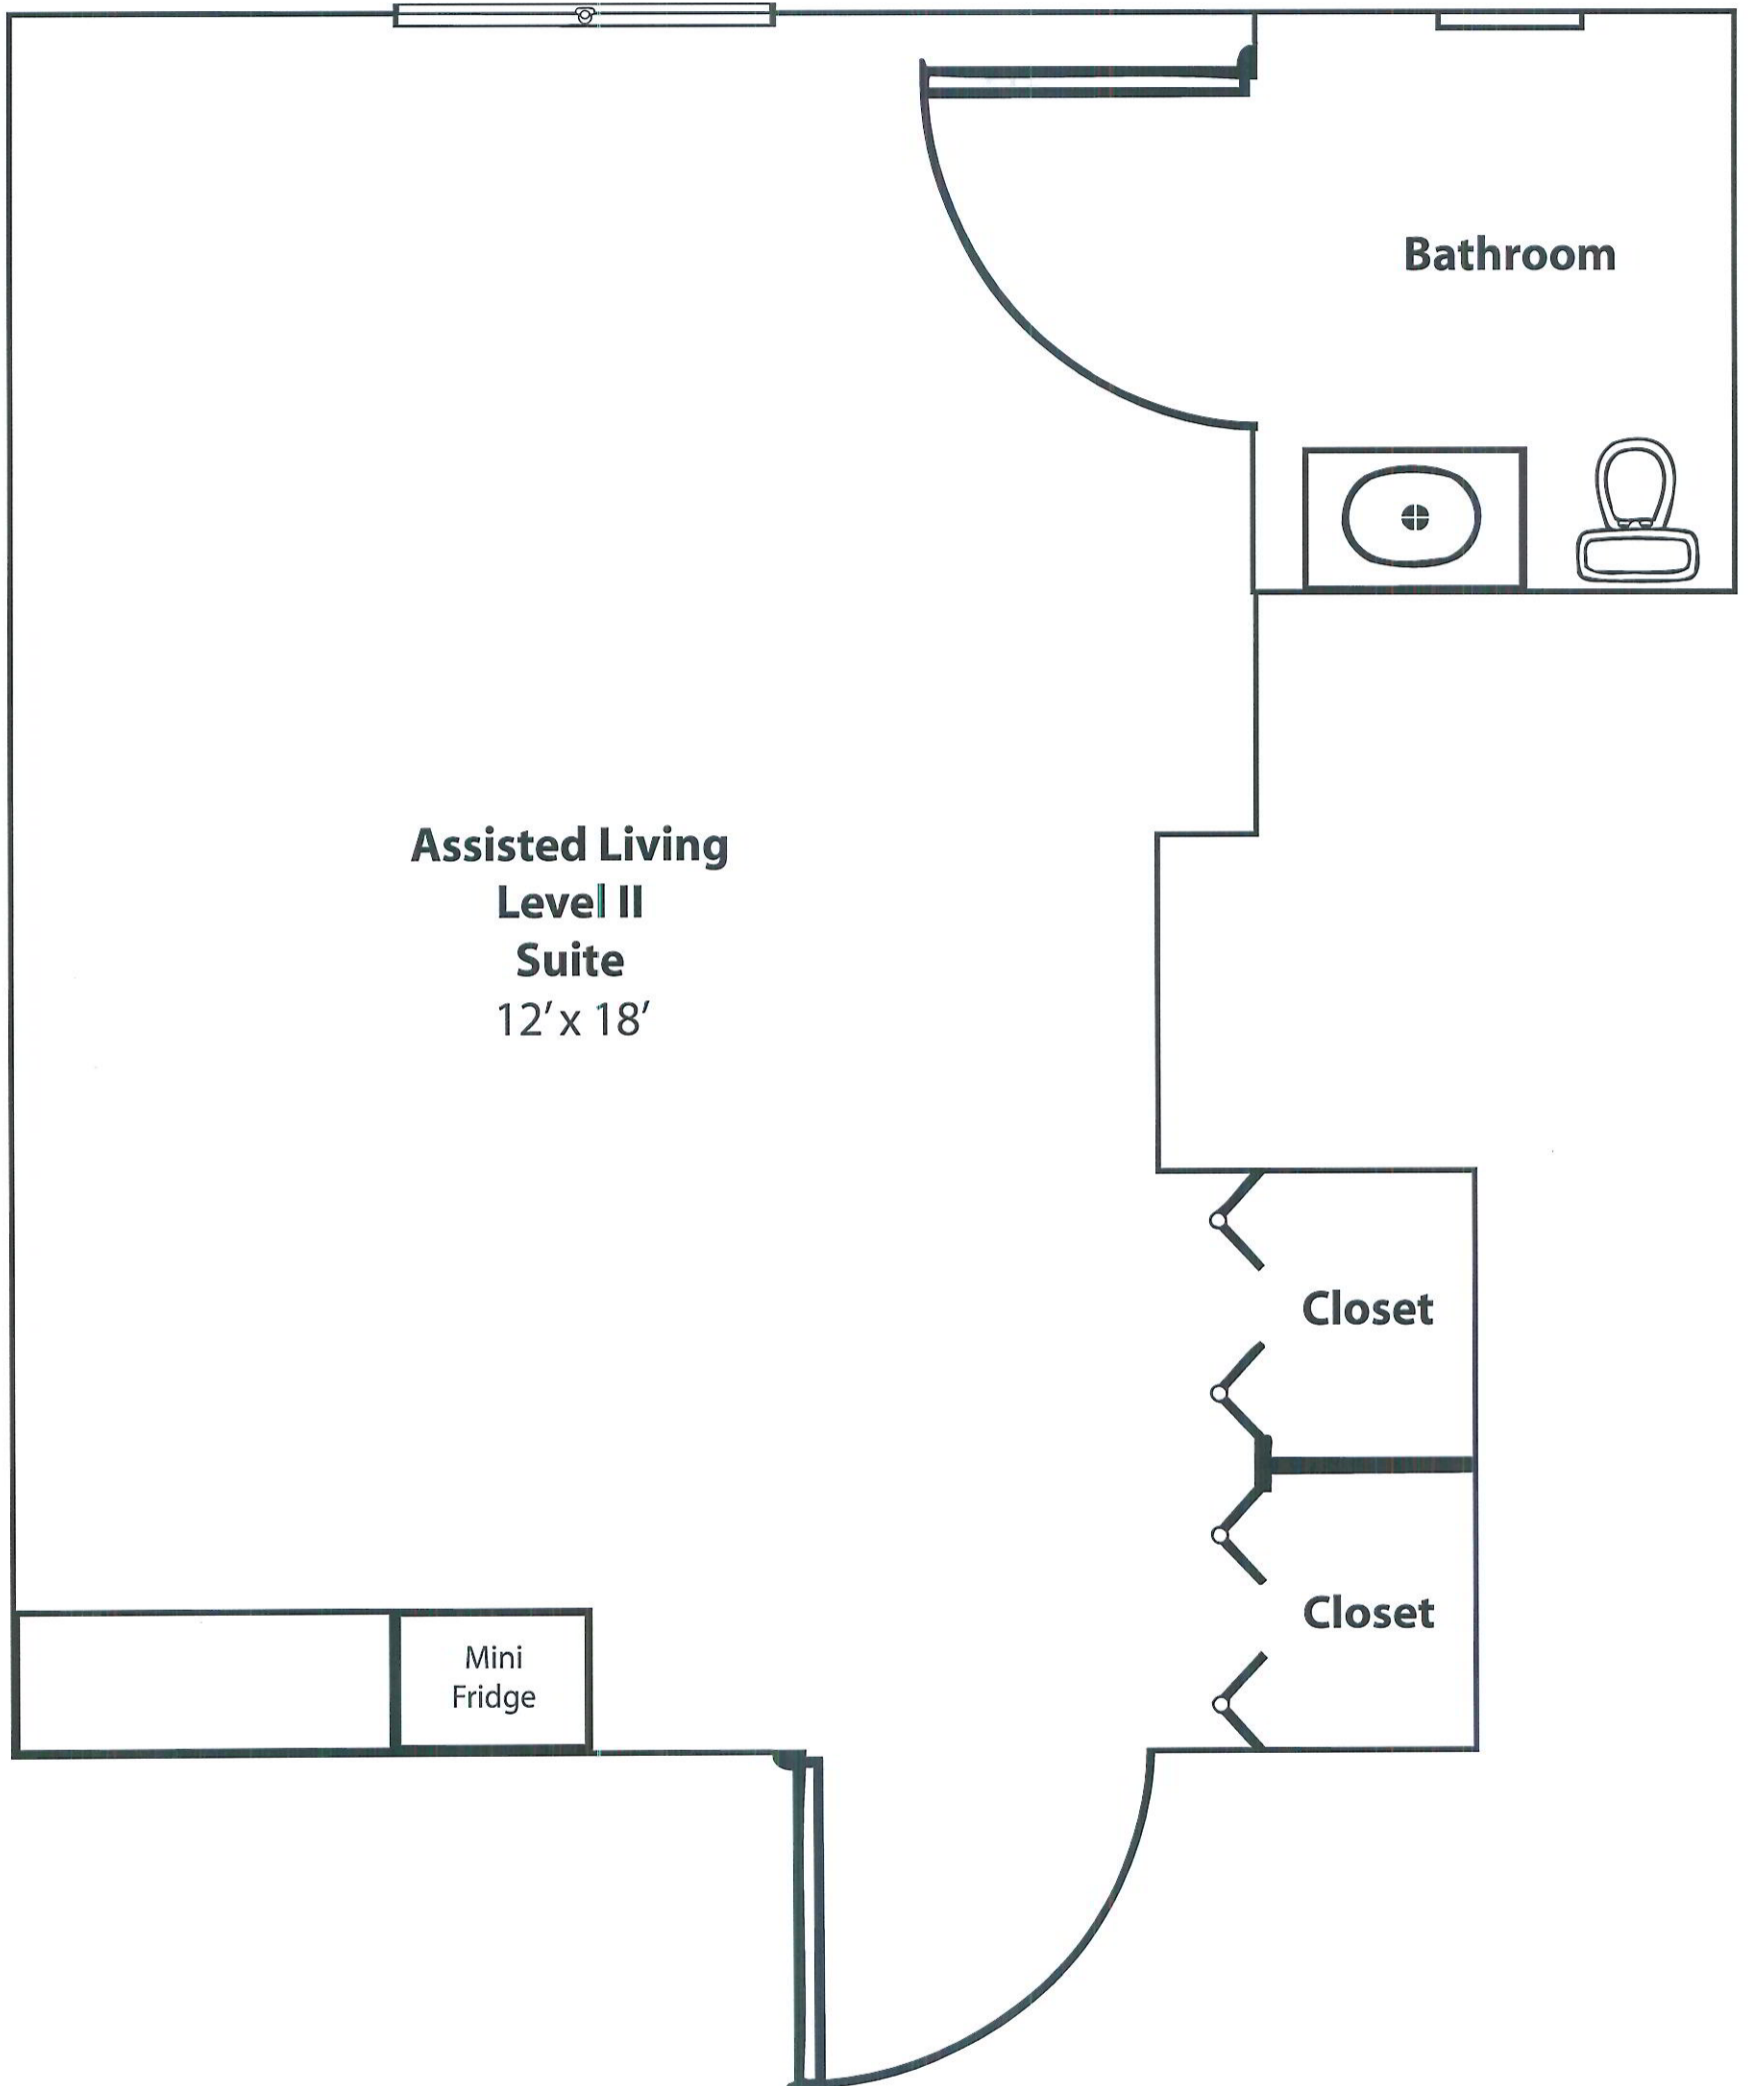 Bathroom
Assisted Living
Level II
Suite
12’ x 18’
Closet
Closet
Mini
Fridge